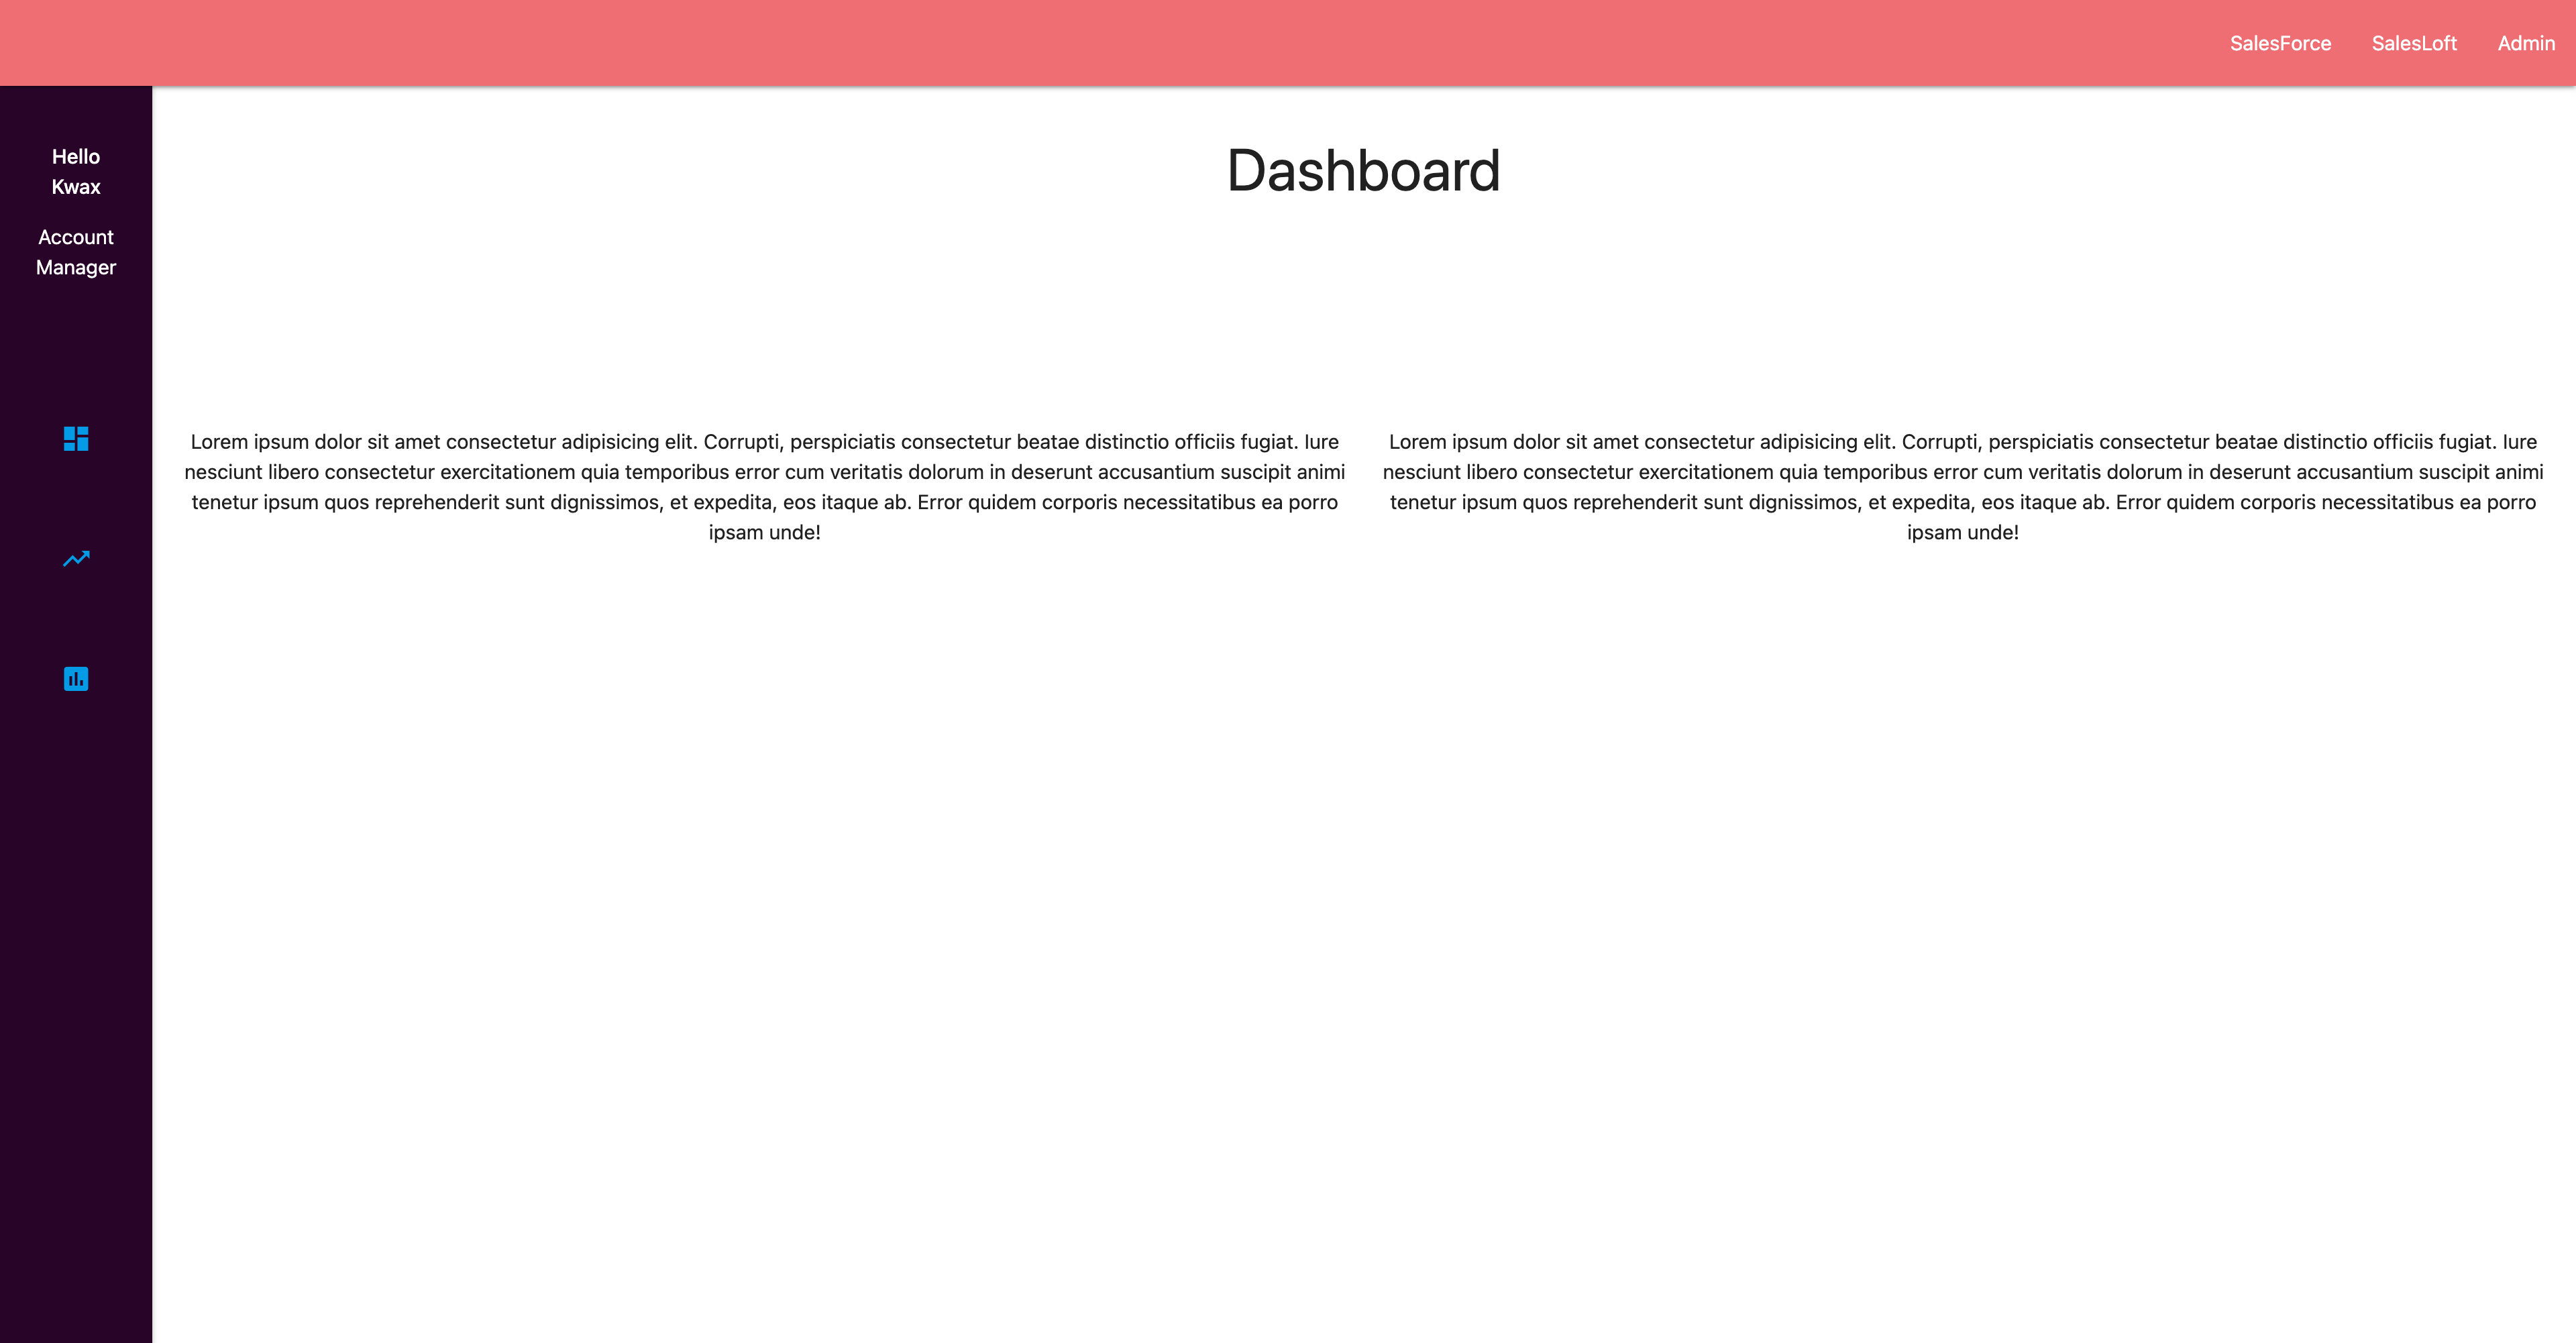 SalesForce SalesLoft Admin
Hello
Kwax
Account
Manager
Dashboard
Lorem ipsum dolor sit amet consectetur adipisicing elit. Corrupti, perspiciatis consectetur beatae distinctio officiis fugiat. Iure
nesciunt libero consectetur exercitationem quia temporibus error cum veritatis dolorum in deserunt accusantium suscipit animi
tenetur ipsum quos reprehenderit sunt dignissimos, et expedita, eos itaque ab. Error quidem corporis necessitatibus ea porro
ipsam unde!
Lorem ipsum dolor sit amet consectetur adipisicing elit. Corrupti, perspiciatis consectetur beatae distinctio officiis fugiat. Iure
nesciunt libero consectetur exercitationem quia temporibus error cum veritatis dolorum in deserunt accusantium suscipit animi
tenetur ipsum quos reprehenderit sunt dignissimos, et expedita, eos itaque ab. Error quidem corporis necessitatibus ea porro
ipsam unde!